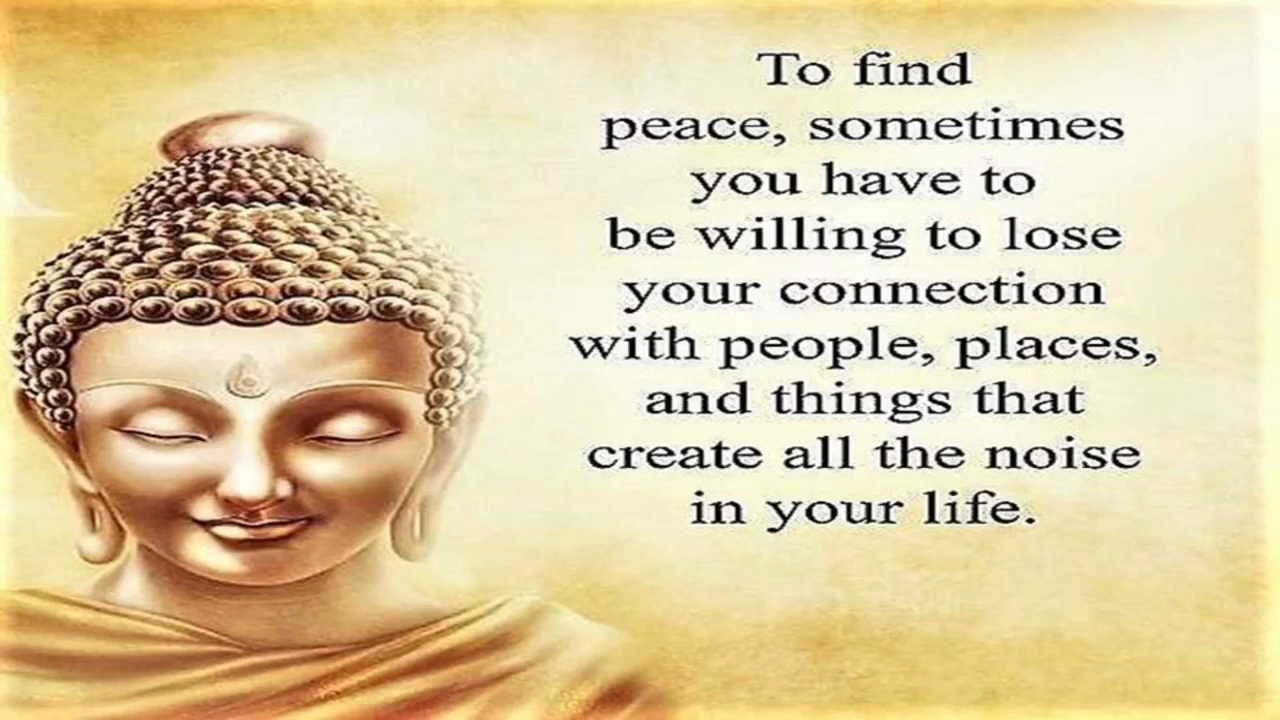 To find
peace, sometimes
you have to
be willing to lose
your connection
with people, places,
and things that
create all the noise
in your life.